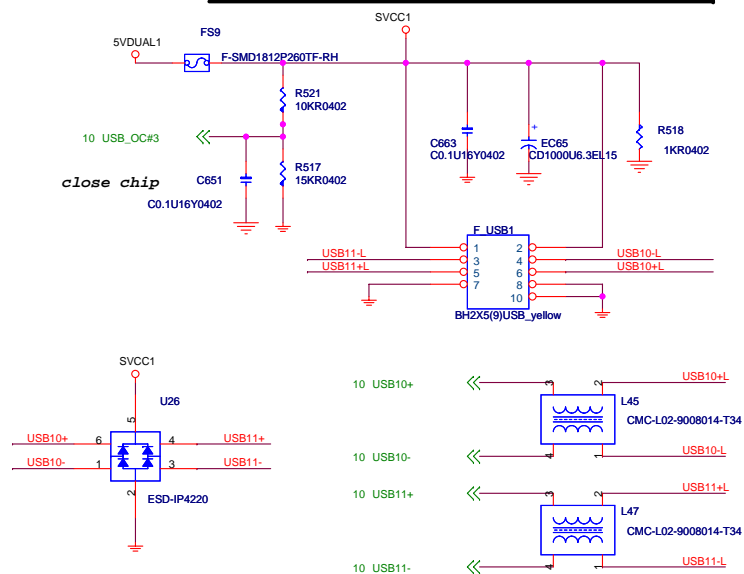 SVCC1
FS9
5VDUAL1
F-SMD1812P260TF-RH
R521
10KR0402
10 USB_OC#3
C663
C0.1U16Y0402
+
EC65
CD1000U6.3EL15
R518
1KR0402
close chip
C651
R517
15KR0402
C0.1U16Y0402
F_USB1
USB11-L
1
2
USB10-L
3
4
USB11+L
5
6
USB10+L
7
8
10
BH2X5(9)USB_yellow
SVCC1
U26
5
USB10+
6
4
USB11+
USB10-
1
3
USB11-
2
ESD-IP4220
10 USB10+
3
2
USB10+L
L45
CMC-L02-9008014-T34
10 USB10-
4
1
USB10-L
10 USB11+
3
2
USB11+L
L47
CMC-L02-9008014-T34
10 USB11-
4
1
USB11-L